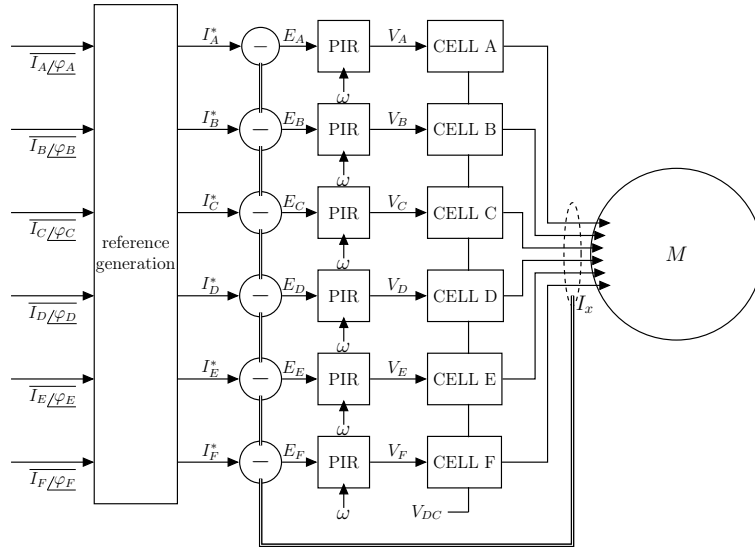 I_A/φ_A I*_A − E_A PIR V_A CELL A
ω
I_B/φ_B I*_B − E_B PIR V_B CELL B
ω
I_C/φ_C I*_C − E_C PIR V_C CELL C
reference
generation
M
ω
I_D/φ_D I*_D − E_D PIR V_D CELL D
I_x
ω
I_E/φ_E I*_E − E_E PIR V_E CELL E
ω
I_F/φ_F I*_F − E_F PIR V_F CELL F
ω
V_DC